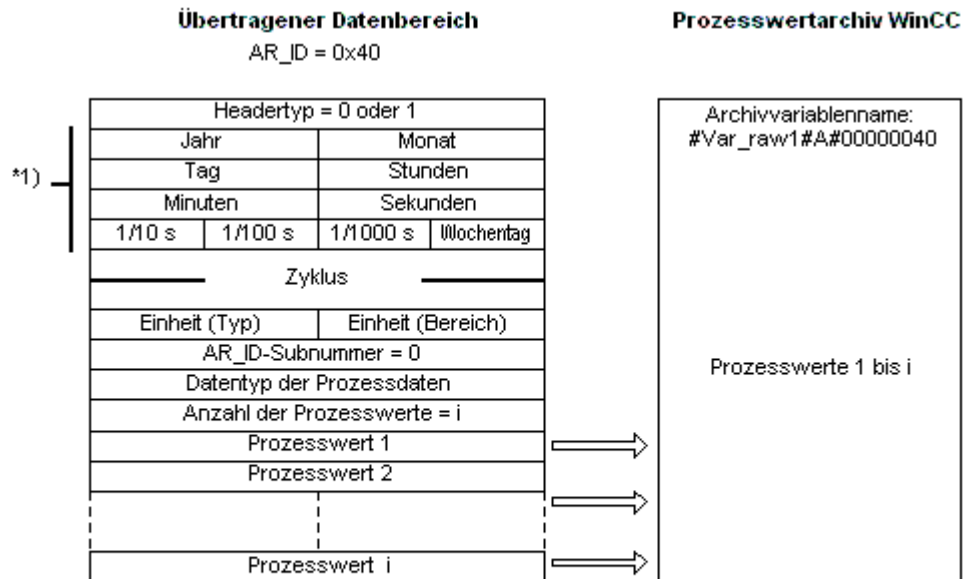 Übertragener Datenbereich
AR_ID = 0x40
Prozesswertarchiv WinCC
*1)
Headertyp = 0 oder 1
Jahr Monat
Tag Stunden
Minuten Sekunden
1/10 s 1/100 s 1/1000 s Wochentag
Zyklus
Einheit (Typ) Einheit (Bereich)
AR_ID-Subnummer = 0
Datentyp der Prozessdaten
Anzahl der Prozesswerte = i
Prozesswert 1
Prozesswert 2
Prozesswert i
Archivvariablenname:
#Var_raw1#A#00000040
Prozesswerte 1 bis i